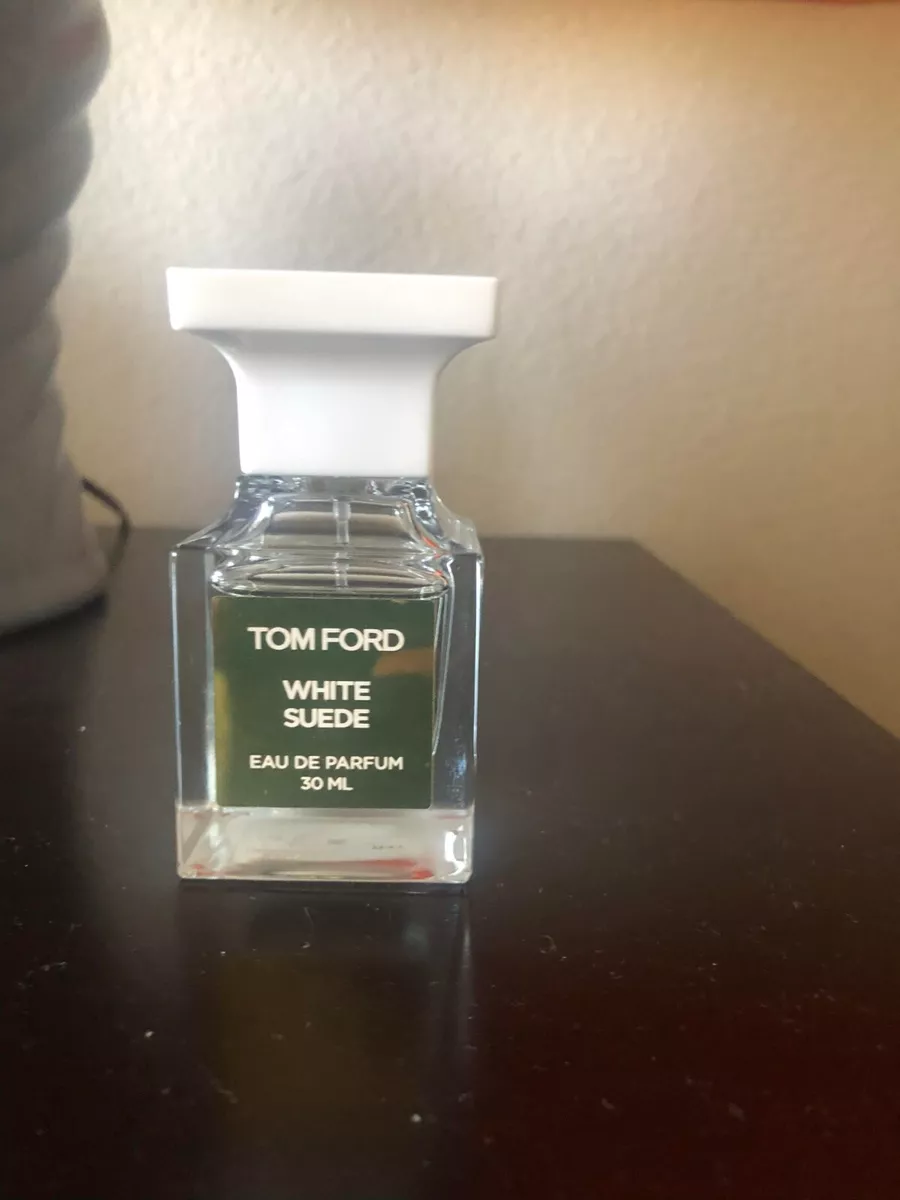 TOM FORD
WHITE
SUEDE
EAU DE PARFUM
30 ML